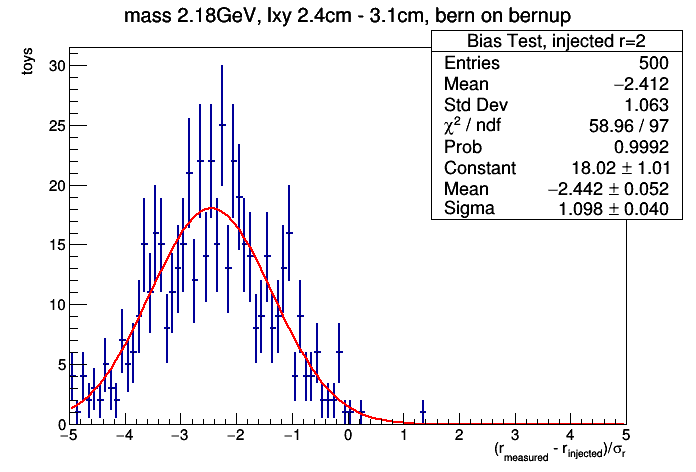 mass 2.18GeV, lxy 2.4cm - 3.1cm, bern on bernup
toys
Bias Test, injected r=2
Entries 500
Mean −2.412
Std Dev 1.063
χ² / ndf 58.96 / 97
Prob 0.9992
Constant 18.02 ± 1.01
Mean −2.442 ± 0.052
Sigma 1.098 ± 0.040
30
25
20
15
10
5
0
−5 −4 −3 −2 −1 0 1 2 3 4 5
(r_measured - r_injected)/σ_r